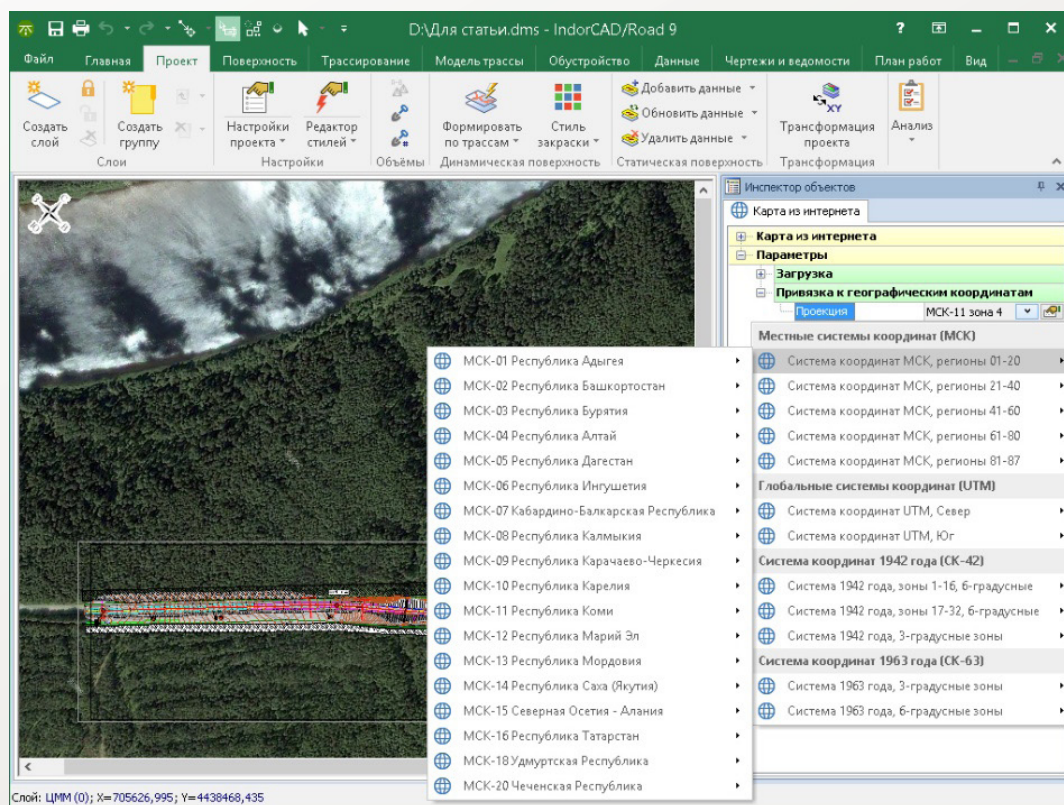 D:\Для статьи.dms - IndorCAD/Road 9
Файл Главная Проект Поверхность Трассирование Модель трассы Обустройство Данные Чертежи и ведомости План работ Вид
Создать слой
Создать группу
Слои
Настройки проекта
Редактор стилей
Настройки
Объёмы
Формировать по трассам
Стиль закраски
Динамическая поверхность
Добавить данные
Обновить данные
Удалить данные
Статическая поверхность
XY
Трансформация проекта
Трансформация
Анализ
Инспектор объектов
Карта из интернета
Карта из интернета
Параметры
Загрузка
Привязка к географическим координатам
Проекция МСК-11 зона 4
Местные системы координат (МСК)
Система координат МСК, регионы 01-20
Система координат МСК, регионы 21-40
Система координат МСК, регионы 41-60
Система координат МСК, регионы 61-80
Система координат МСК, регионы 81-87
Глобальные системы координат (UTM)
Система координат UTM, Север
Система координат UTM, Юг
Система координат 1942 года (СК-42)
Система 1942 года, зоны 1-16, 6-градусные
Система 1942 года, зоны 17-32, 6-градусные
Система 1942 года, 3-градусные зоны
Система координат 1963 года (СК-63)
Система 1963 года, 3-градусные зоны
Система 1963 года, 6-градусные зоны
МСК-01 Республика Адыгея
МСК-02 Республика Башкортостан
МСК-03 Республика Бурятия
МСК-04 Республика Алтай
МСК-05 Республика Дагестан
МСК-06 Республика Ингушетия
МСК-07 Кабардино-Балкарская Республика
МСК-08 Республика Калмыкия
МСК-09 Республика Карачаево-Черкесия
МСК-10 Республика Карелия
МСК-11 Республика Коми
МСК-12 Республика Марий Эл
МСК-13 Республика Мордовия
МСК-14 Республика Саха (Якутия)
МСК-15 Северная Осетия - Алания
МСК-16 Республика Татарстан
МСК-18 Удмуртская Республика
МСК-20 Чеченская Республика
Слой: ЦММ (0); X=705626,995; Y=4438468,435